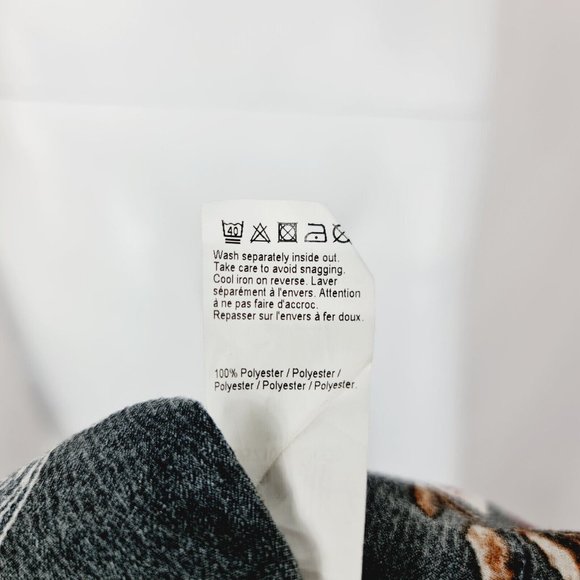 40
Wash separately inside out.
Take care to avoid snagging.
Cool iron on reverse. Laver
séparément à l'envers. Attention
à ne pas faire d'accroc.
Repasser sur l'envers à fer doux.
100% Polyester / Polyester /
Polyester / Polyester / Polyester.